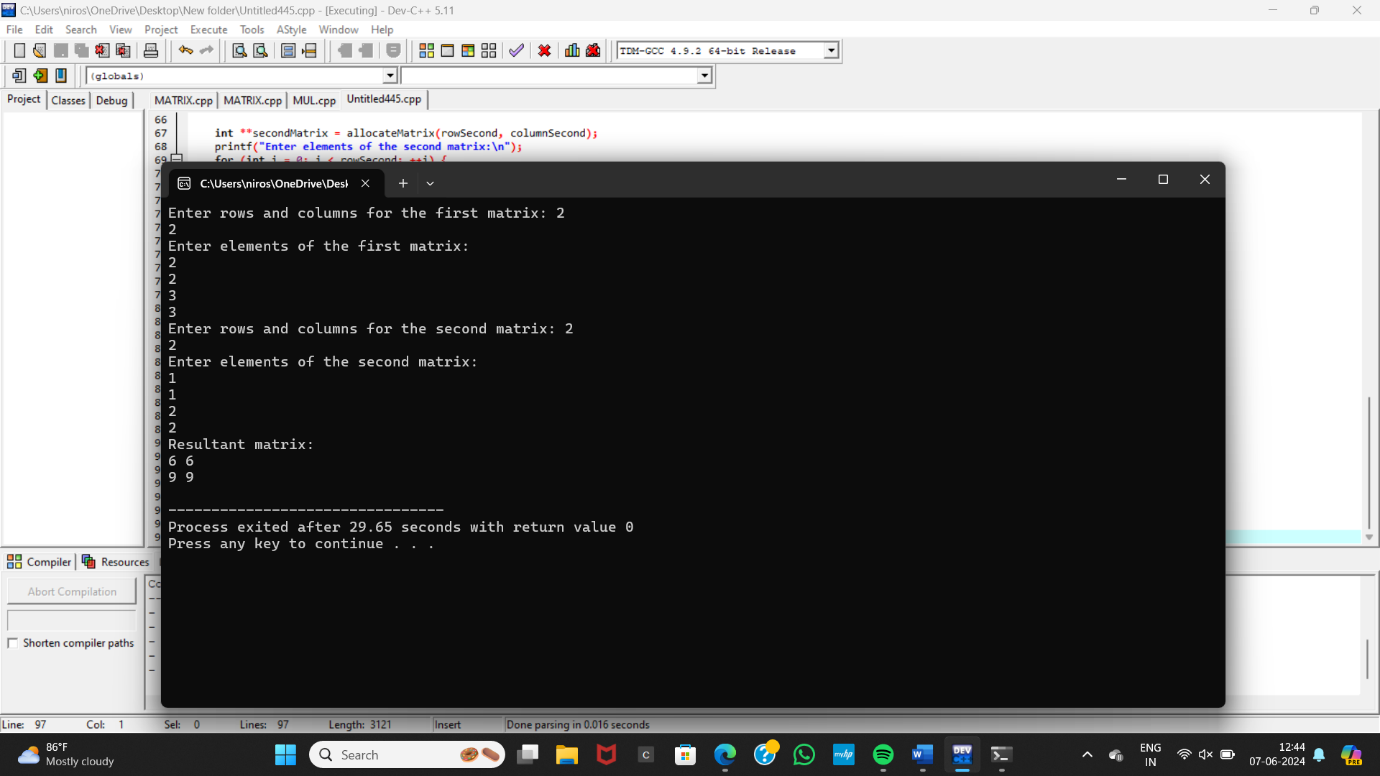 C:\Users\niros\OneDrive\Desktop\New folder\Untitled445.cpp - [Executing] - Dev-C++ 5.11
File Edit Search View Project Execute Tools AStyle Window Help
TDM-GCC 4.9.2 64-bit Release
(globals)
Project Classes Debug MATRIX.cpp MATRIX.cpp MUL.cpp Untitled445.cpp
66
67 int **secondMatrix = allocateMatrix(rowSecond, columnSecond);
68 printf("Enter elements of the second matrix:\n");
69 for (int i = 0; i < rowSecond; ++i) {
C:\Users\niros\OneDrive\Desl
Enter rows and columns for the first matrix: 2
2
Enter elements of the first matrix:
2
2
3
3
Enter rows and columns for the second matrix: 2
2
Enter elements of the second matrix:
1
1
2
2
Resultant matrix:
6 6
9 9
--------------------------------
Process exited after 29.65 seconds with return value 0
Press any key to continue . . .
Compiler Resources
Abort Compilation
Shorten compiler paths
Line: 97 Col: 1 Sel: 0 Lines: 97 Length: 3121 Insert Done parsing in 0.016 seconds
86°F
Mostly cloudy
Search
ENG
IN
12:44
07-06-2024